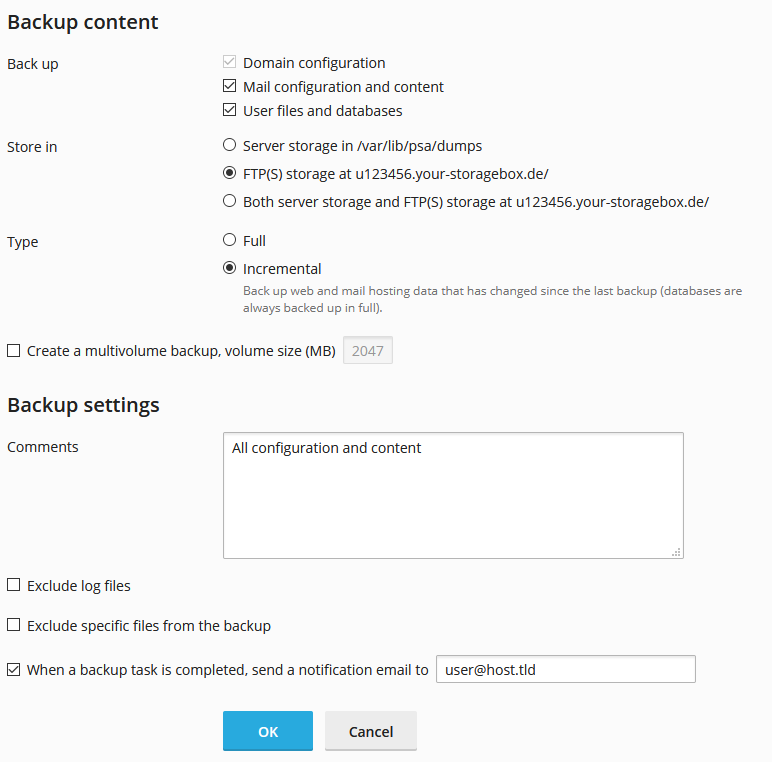 Backup content
Back up
Domain configuration
Mail configuration and content
User files and databases
Store in
Server storage in /var/lib/psa/dumps
FTP(S) storage at u123456.your-storagebox.de/
Both server storage and FTP(S) storage at u123456.your-storagebox.de/
Type
Full
Incremental
Back up web and mail hosting data that has changed since the last backup (databases are
always backed up in full).
Create a multivolume backup, volume size (MB) 2047
Backup settings
Comments
All configuration and content
Exclude log files
Exclude specific files from the backup
When a backup task is completed, send a notification email to user@host.tld
OK Cancel